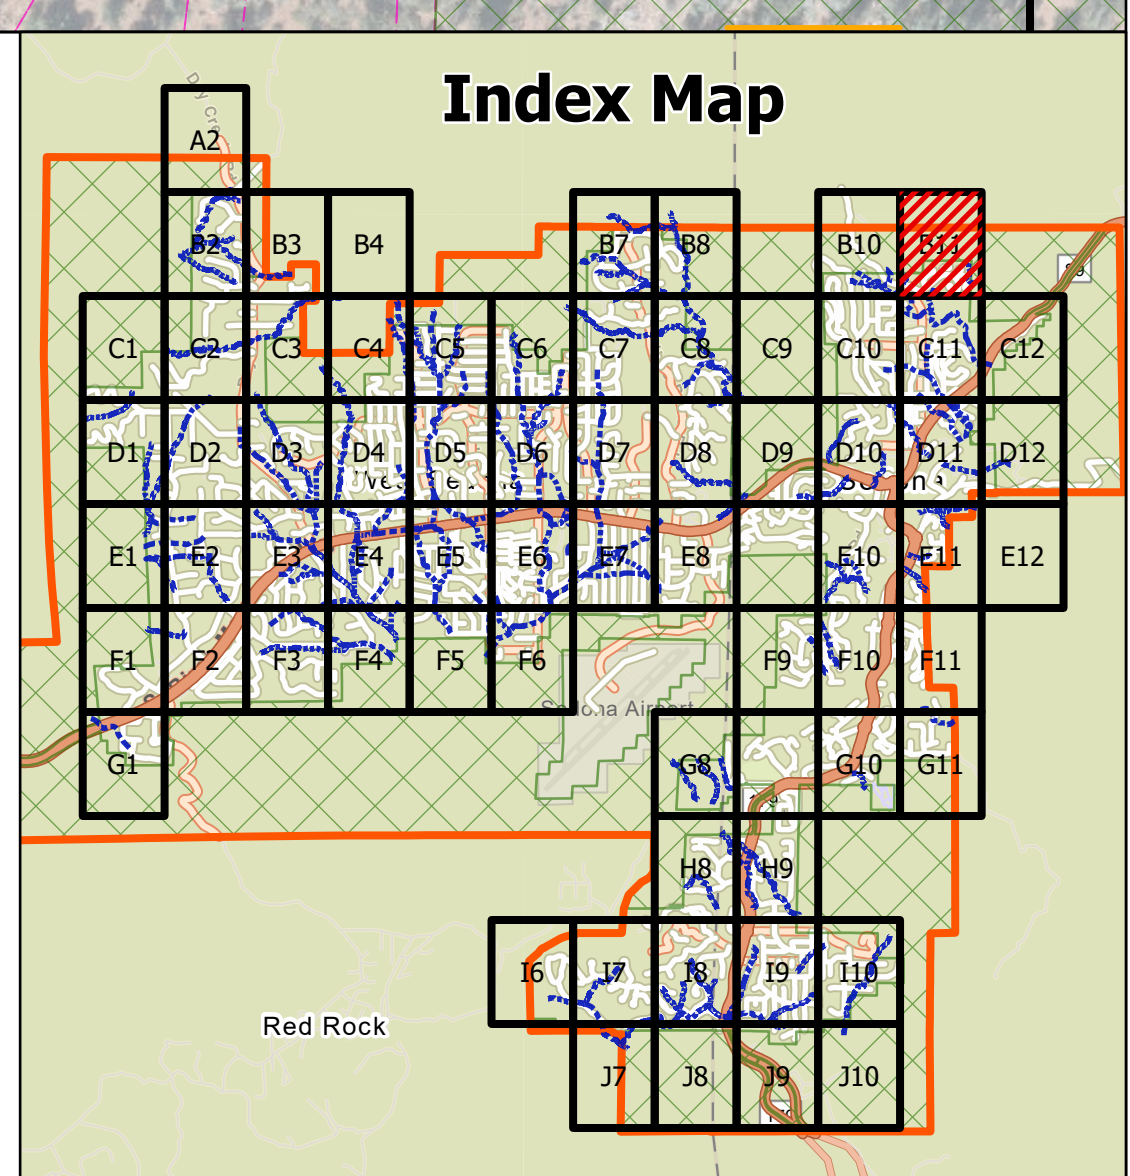 Index Map
A2
B2 B3 B4 B7 B8 B10 B11
C1 C2 C3 C4 C5 C6 C7 C8 C9 C10 C11 C12
D1 D2 D3 D4 D5 D6 D7 D8 D9 D10 D11 D12
E1 E2 E3 E4 E5 E6 E7 E8 E10 E11 E12
F1 F2 F3 F4 F5 F6 F9 F10 F11
G1 G8 G10 G11
H8 H9
I6 I7 I8 I9 I10
Red Rock
J7 J8 J9 J10